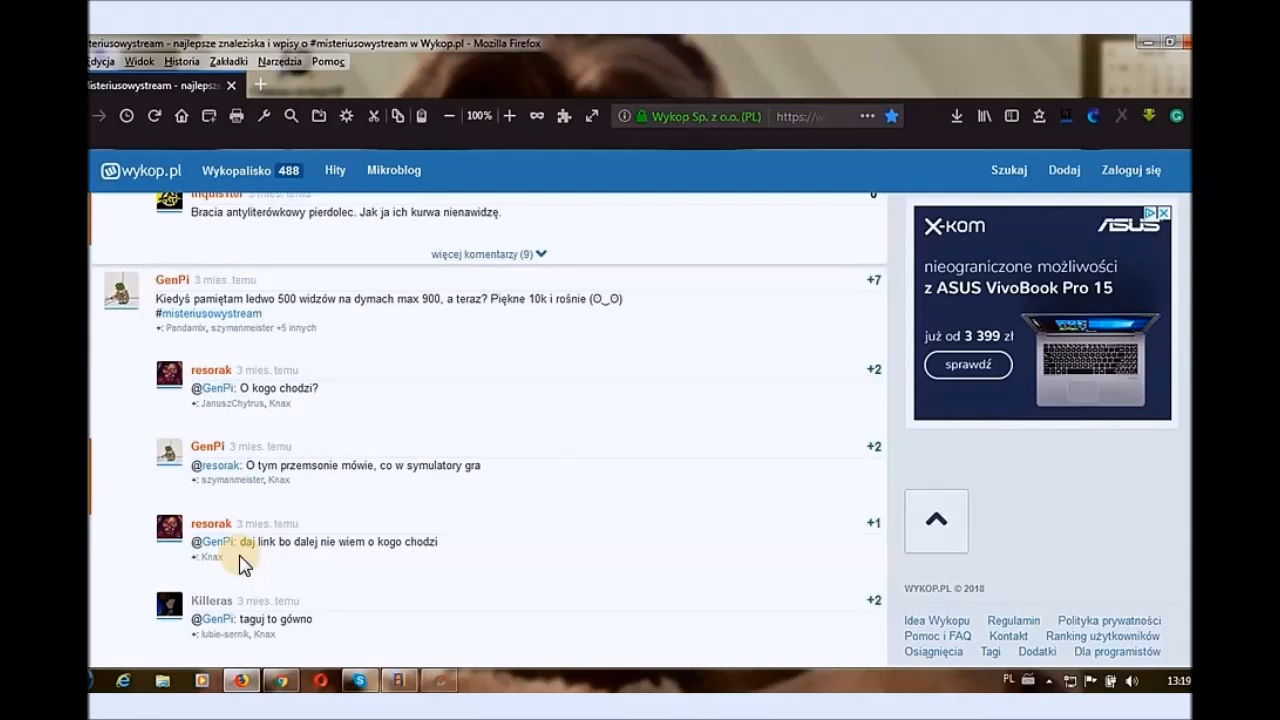 isteriusowystream - najlepsze znaleziska i wpisy o #misteriusowystream w Wykop.pl - Mozilla Firefox
dycja Widok Historia Zakładki Narzędzia Pomoc
isteriusowystream - najlepsz
100%
Wykop Sp. z o.o. (PL) https://w
wykop.pl Wykopalisko 488 Hity Mikroblog Szukaj Dodaj Zaloguj się
Bracia antyliterówkowy pierdolec. Jak ja ich kurwa nienawidzę.
więcej komentarzy (9)
GenPi 3 mies. temu +7
Kiedyś pamiętam ledwo 500 widzów na dymach max 900, a teraz? Piękne 10k i rośnie (ʘ‿ʘ)
#misteriusowystream
+: Pandamix, szymanmeister +5 innych
resorak 3 mies. temu +2
@GenPi: O kogo chodzi?
+: JanuszChytrus, Knax
GenPi 3 mies. temu +2
@resorak: O tym przemsonie mówie, co w symulatory gra
+: szymanmeister, Knax
resorak 3 mies. temu +1
@GenPi: daj link bo dalej nie wiem o kogo chodzi
+: Knax
Killeras 3 mies. temu +2
@GenPi: taguj to gówno
+: lubie-sernik, Knax
x-kom ASUS
nieograniczone możliwości
z ASUS VivoBook Pro 15
już od 3 399 zł
sprawdź
WYKOP.PL © 2018
Idea Wykopu Regulamin Polityka prywatności
Pomoc i FAQ Kontakt Ranking użytkowników
Osiągnięcia Tagi Dodatki Dla programistów
PL 13:19